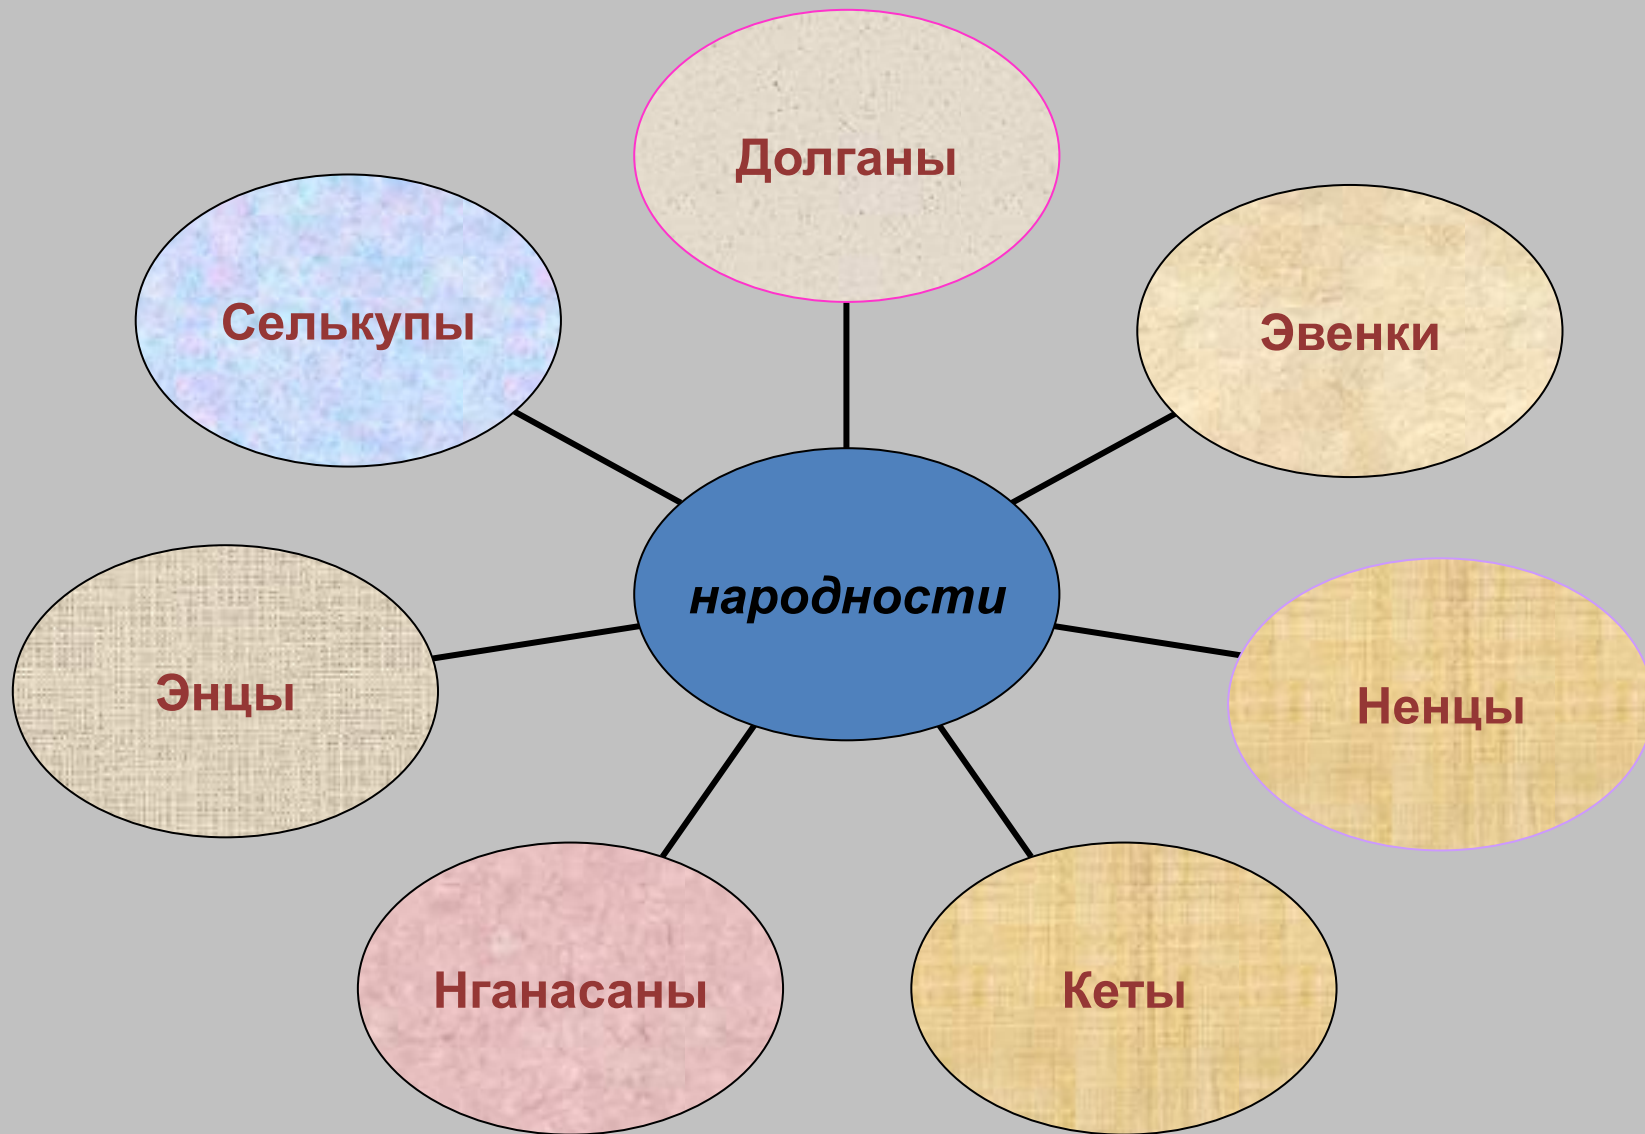 Долганы
Селькупы
Эвенки
народности
Энцы
Ненцы
Нганасаны
Кеты